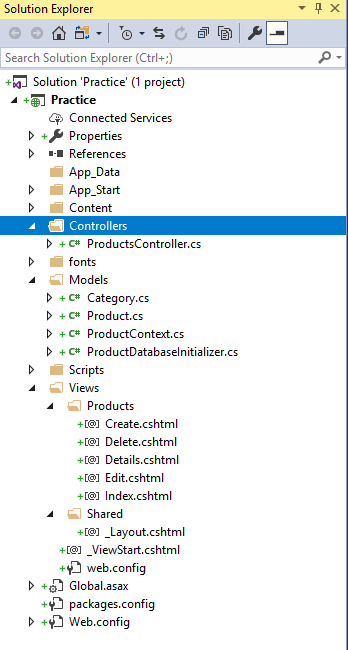 Solution Explorer
Search Solution Explorer (Ctrl+;)
Solution 'Practice' (1 project)
Practice
Connected Services
Properties
References
App_Data
App_Start
Content
Controllers
C# ProductsController.cs
fonts
Models
C# Category.cs
C# Product.cs
C# ProductContext.cs
C# ProductDatabaseInitializer.cs
Scripts
Views
Products
[@] Create.cshtml
[@] Delete.cshtml
[@] Details.cshtml
[@] Edit.cshtml
[@] Index.cshtml
Shared
[@] _Layout.cshtml
[@] _ViewStart.cshtml
web.config
Global.asax
packages.config
Web.config